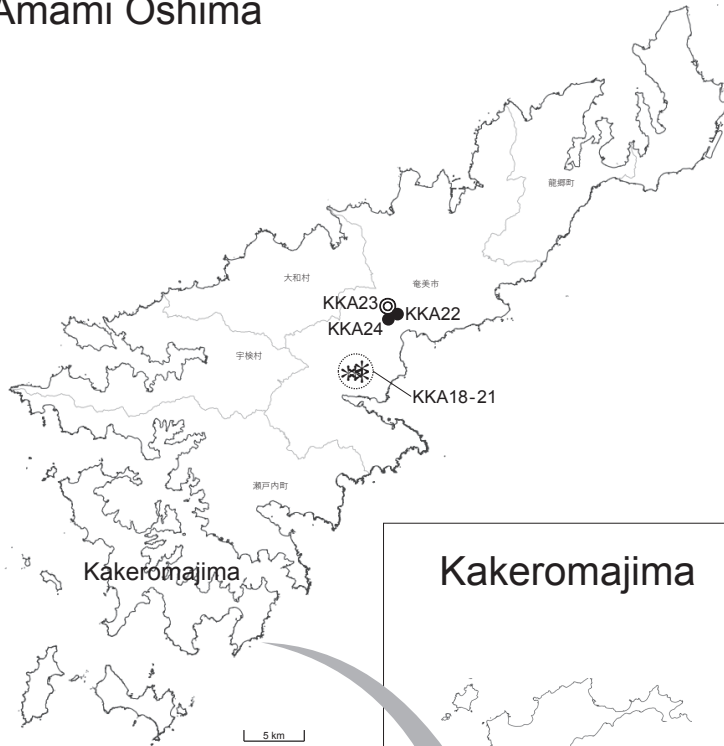 Amami Oshima
龍郷町
大和村
奄美市
KKA23
KKA22
KKA24
宇検村
KKA18-21
瀬戸内町
Kakeromajima
Kakeromajima
5 km